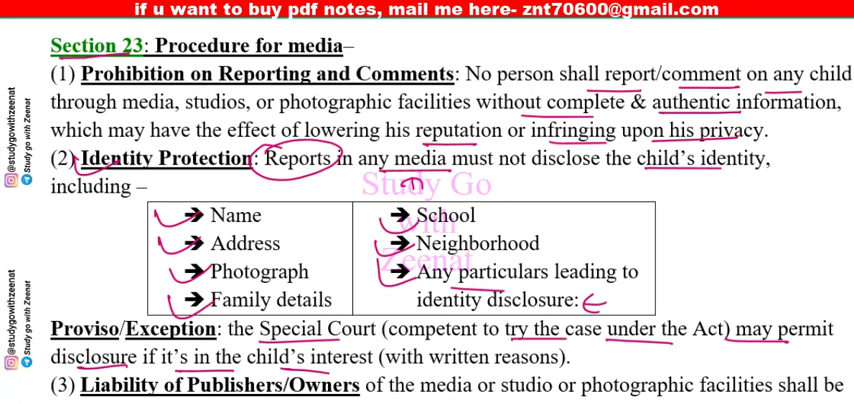 if u want to buy pdf notes, mail me here- znt70600@gmail.com
Section 23: Procedure for media–
(1) Prohibition on Reporting and Comments: No person shall report/comment on any child
through media, studios, or photographic facilities without complete & authentic information,
which may have the effect of lowering his reputation or infringing upon his privacy.
(2) Identity Protection: Reports in any media must not disclose the child's identity,
including –
➔ Name
➔ Address
➔ Photograph
➔ Family details
➔ School
➔ Neighborhood
➔ Any particulars leading to
identity disclosure:
Proviso/Exception: the Special Court (competent to try the case under the Act) may permit
disclosure if it's in the child's interest (with written reasons).
(3) Liability of Publishers/Owners of the media or studio or photographic facilities shall be
Study Go
with
Zeenat
@studygowithzeenat
Study go with Zeenat
@studygowithzeenat
Study go with Zeenat